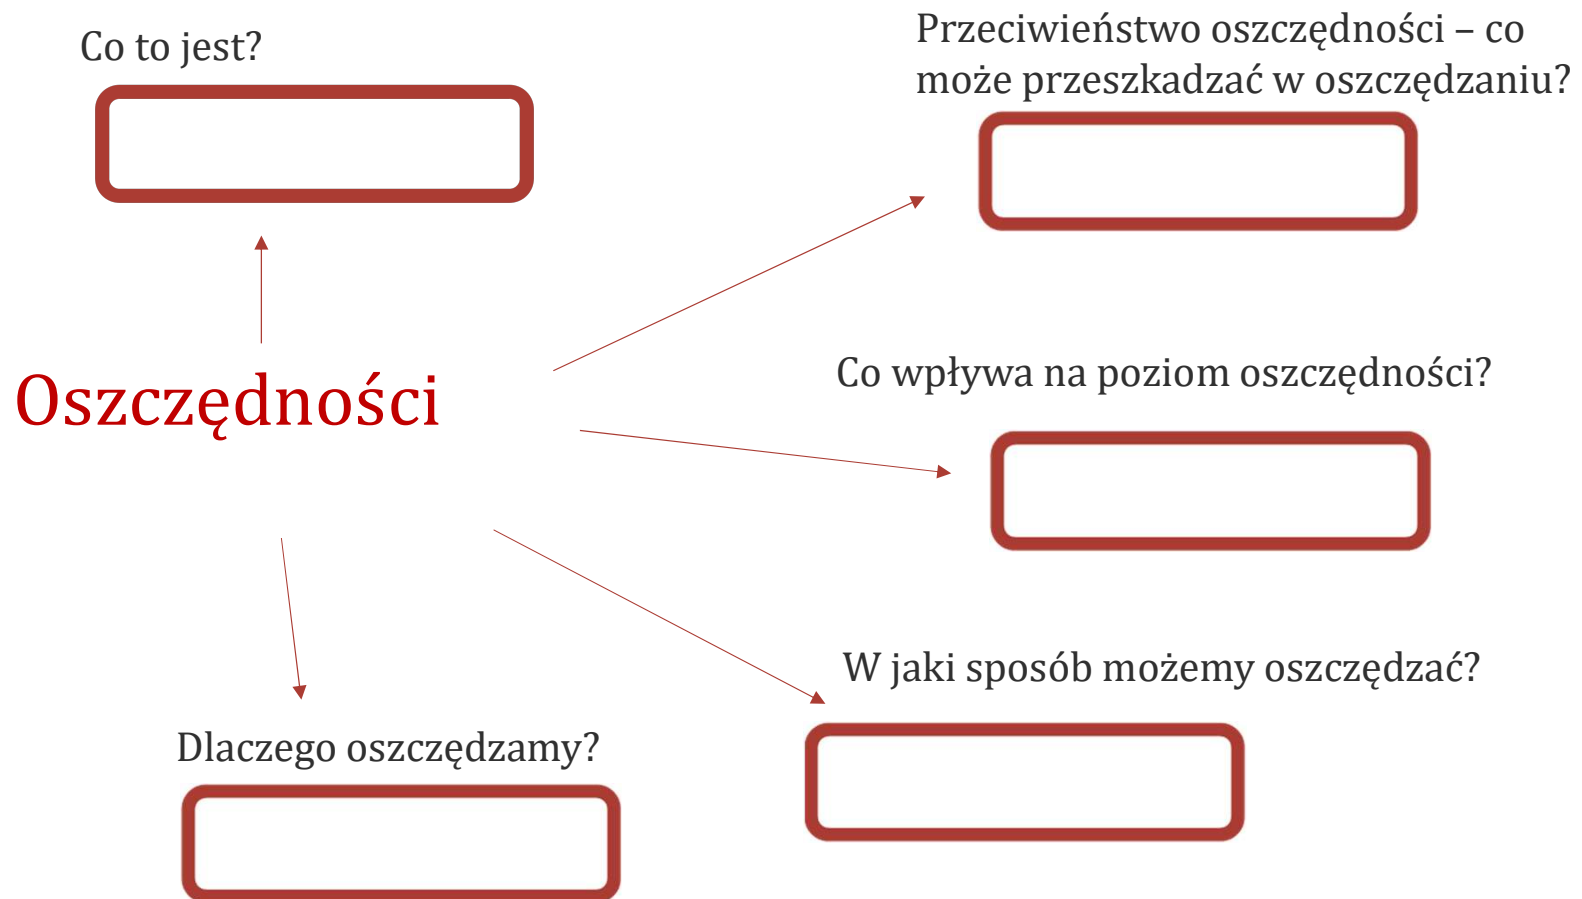 Co to jest?
Przeciwieństwo oszczędności – co
może przeszkadzać w oszczędzaniu?
Oszczędności
Co wpływa na poziom oszczędności?
W jaki sposób możemy oszczędzać?
Dlaczego oszczędzamy?